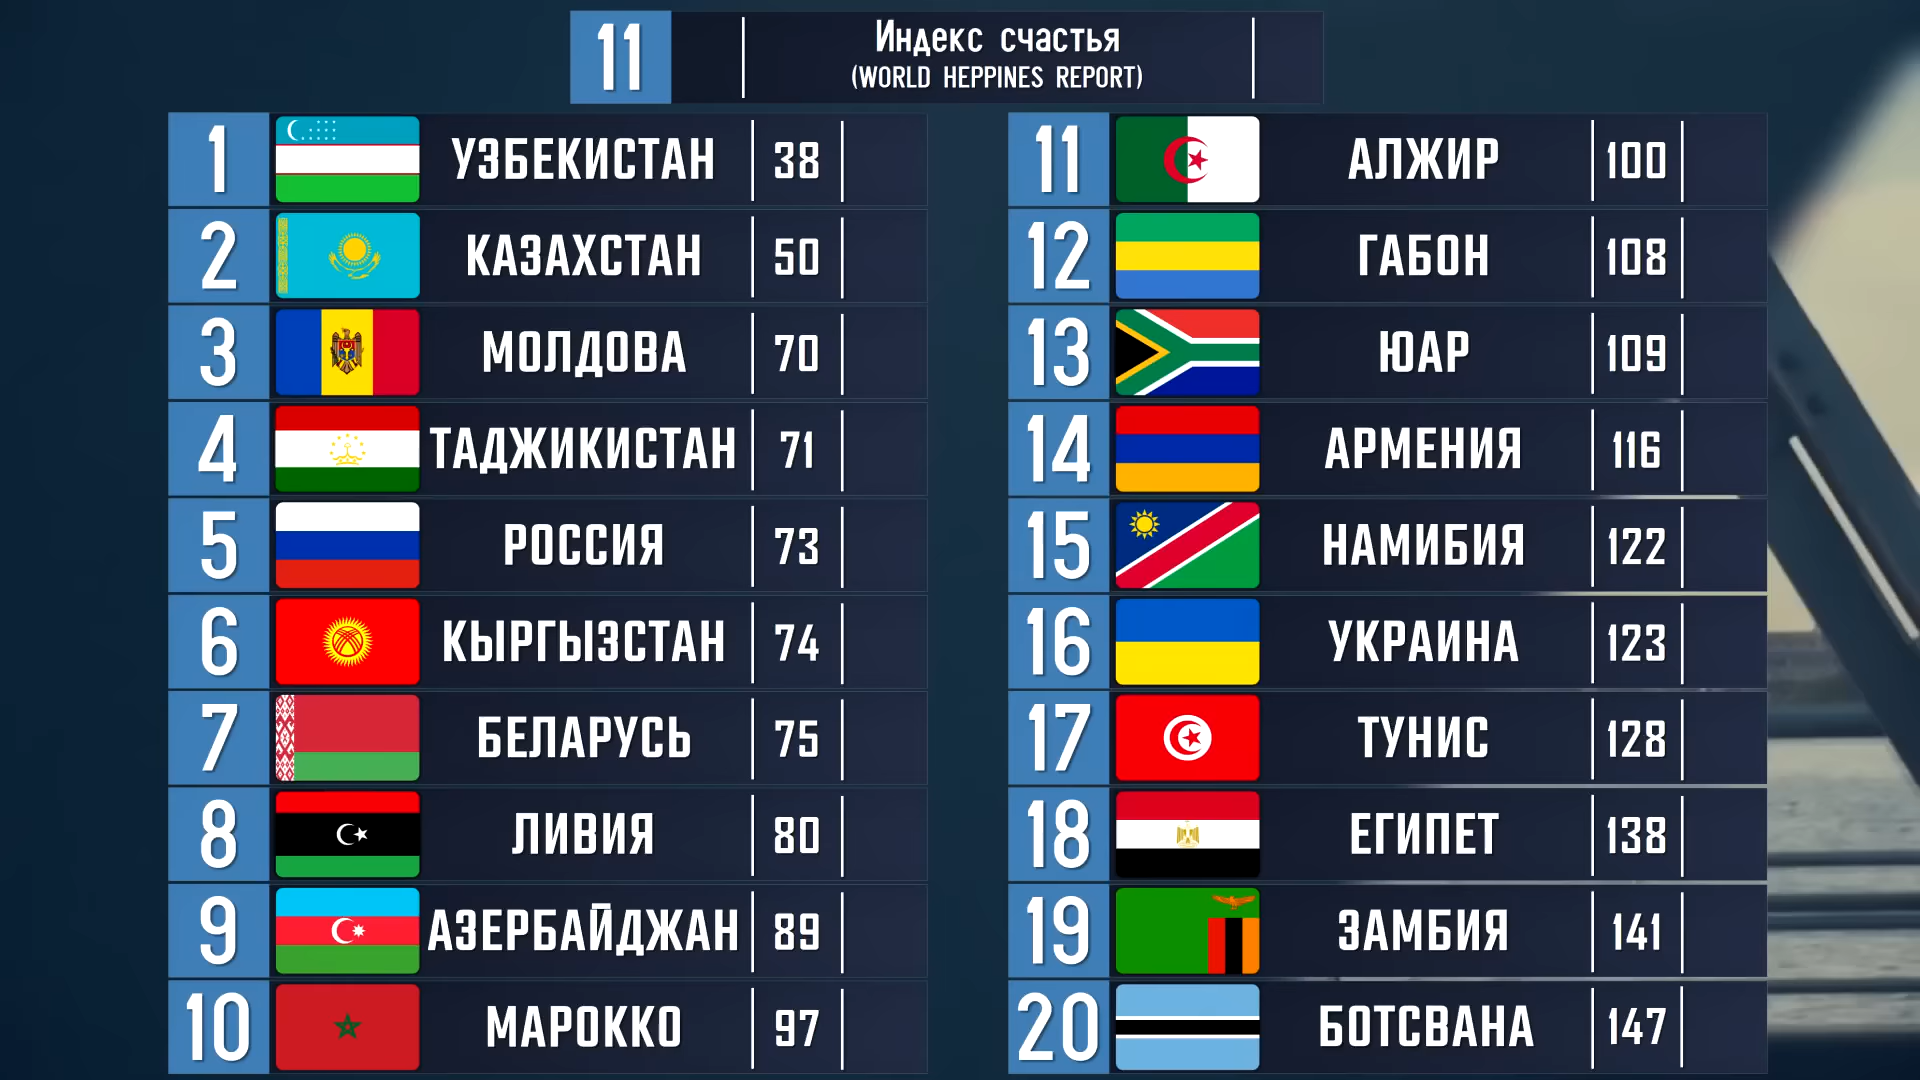 11
Индекс счастья
(WORLD HEPPINES REPORT)
1 УЗБЕКИСТАН 38
2 КАЗАХСТАН 50
3 МОЛДОВА 70
4 ТАДЖИКИСТАН 71
5 РОССИЯ 73
6 КЫРГЫЗСТАН 74
7 БЕЛАРУСЬ 75
8 ЛИВИЯ 80
9 АЗЕРБАЙДЖАН 89
10 МАРОККО 97
11 АЛЖИР 100
12 ГАБОН 108
13 ЮАР 109
14 АРМЕНИЯ 116
15 НАМИБИЯ 122
16 УКРАИНА 123
17 ТУНИС 128
18 ЕГИПЕТ 138
19 ЗАМБИЯ 141
20 БОТСВАНА 147